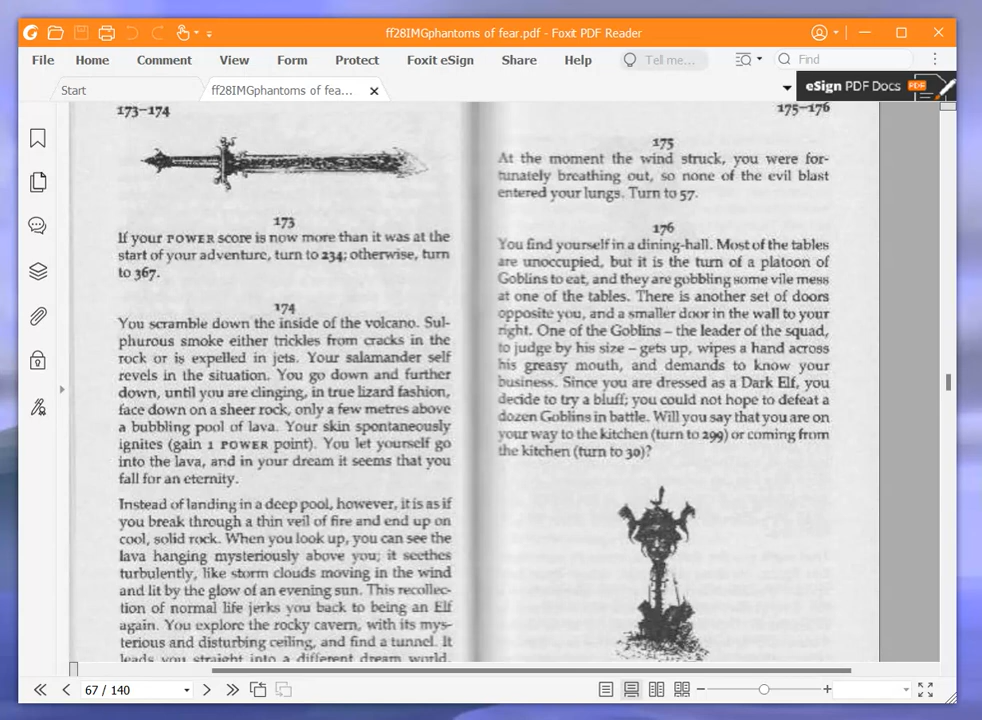 ff28IMGphantoms of fear.pdf - Foxit PDF Reader
File Home Comment View Form Protect Foxit eSign Share Help Tell me... Find
Start ff28IMGphantoms of fea... eSign PDF Docs PDF
173–174
173
If your POWER score is now more than it was at the
start of your adventure, turn to 234; otherwise, turn
to 367.
174
You scramble down the inside of the volcano. Sul-
phurous smoke either trickles from cracks in the
rock or is expelled in jets. Your salamander self
revels in the situation. You go down and further
down, until you are clinging, in true lizard fashion,
face down on a sheer rock, only a few metres above
a bubbling pool of lava. Your skin spontaneously
ignites (gain 1 POWER point). You let yourself go
into the lava, and in your dream it seems that you
fall for an eternity.
Instead of landing in a deep pool, however, it is as if
you break through a thin veil of fire and end up on
cool, solid rock. When you look up, you can see the
lava hanging mysteriously above you; it seethes
turbulently, like storm clouds moving in the wind
and lit by the glow of an evening sun. This recollec-
tion of normal life jerks you back to being an Elf
again. You explore the rocky cavern, with its mys-
terious and disturbing ceiling, and find a tunnel. It
leads you straight into a different dream world.
175–176
175
At the moment the wind struck, you were for-
tunately breathing out, so none of the evil blast
entered your lungs. Turn to 57.
176
You find yourself in a dining-hall. Most of the tables
are unoccupied, but it is the turn of a platoon of
Goblins to eat, and they are gobbling some vile mess
at one of the tables. There is another set of doors
opposite you, and a smaller door in the wall to your
right. One of the Goblins – the leader of the squad,
to judge by his size – gets up, wipes a hand across
his greasy mouth, and demands to know your
business. Since you are dressed as a Dark Elf, you
decide to try a bluff; you could not hope to defeat a
dozen Goblins in battle. Will you say that you are on
your way to the kitchen (turn to 299) or coming from
the kitchen (turn to 30)?
67 / 140